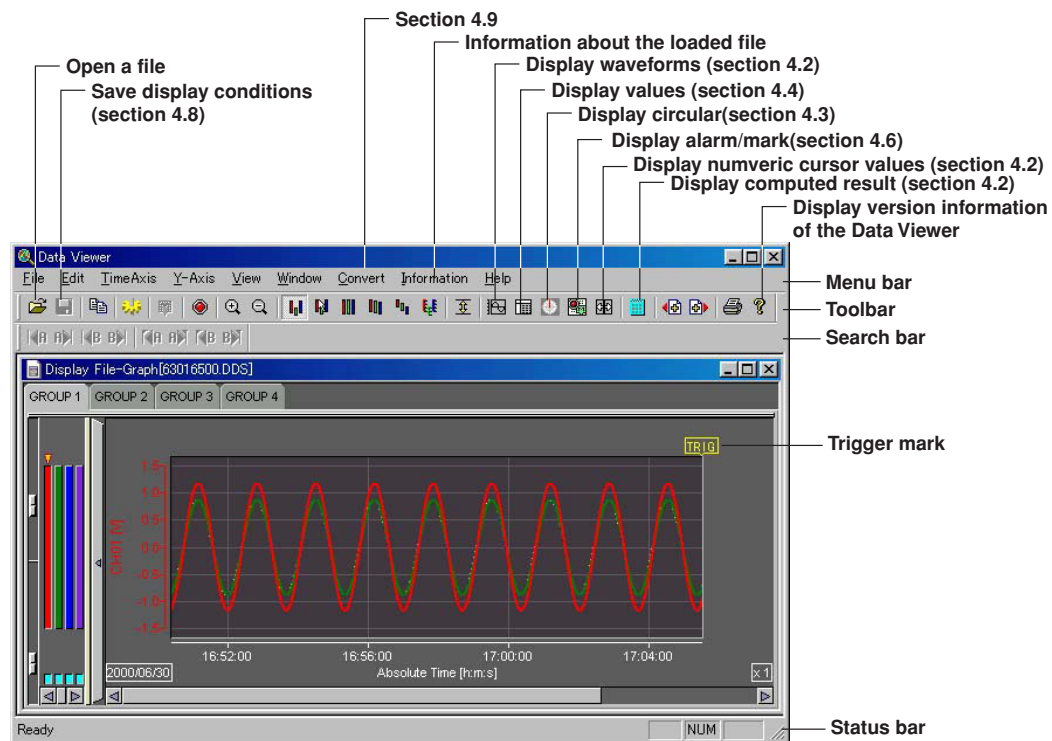 Section 4.9
Information about the loaded file
Open a file
Display waveforms (section 4.2)
Save display conditions
(section 4.8)
Display values (section 4.4)
Display circular(section 4.3)
Display alarm/mark(section 4.6)
Display numveric cursor values (section 4.2)
Display computed result (section 4.2)
Display version information
of the Data Viewer
Data Viewer
File Edit TimeAxis Y-Axis View Window Convert Information Help
Menu bar
Toolbar
A A B B A A B B
Search bar
Display File-Graph[63016500.DDS]
GROUP 1 GROUP 2 GROUP 3 GROUP 4
TRIG
Trigger mark
1.5
1.0
0.5
0.0
-0.5
-1.0
-1.5
CH01 [V]
16:52:00 16:56:00 17:00:00 17:04:00
2000/06/30 Absolute Time [h:m:s] x 1
Ready NUM
Status bar